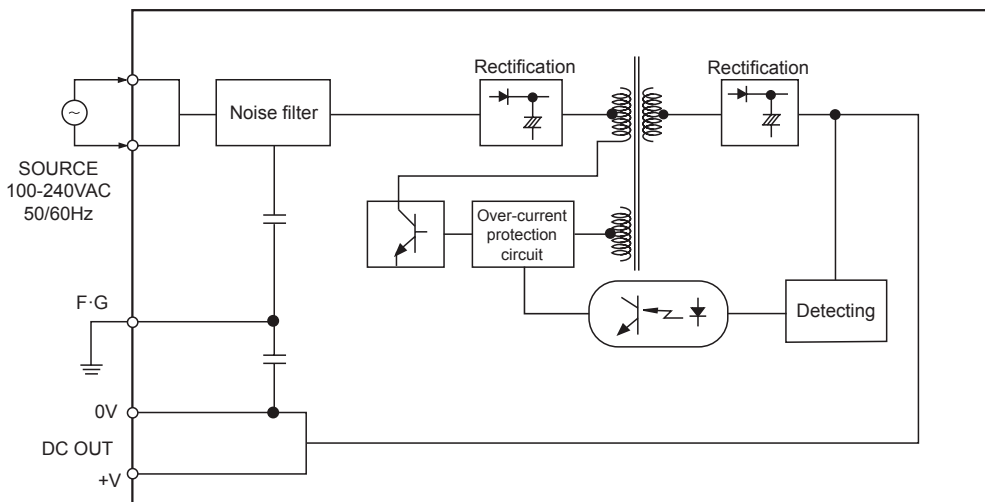 Rectification
Rectification
Noise filter
SOURCE
100-240VAC
50/60Hz
Over-current
protection
circuit
F·G
Detecting
0V
DC OUT
+V